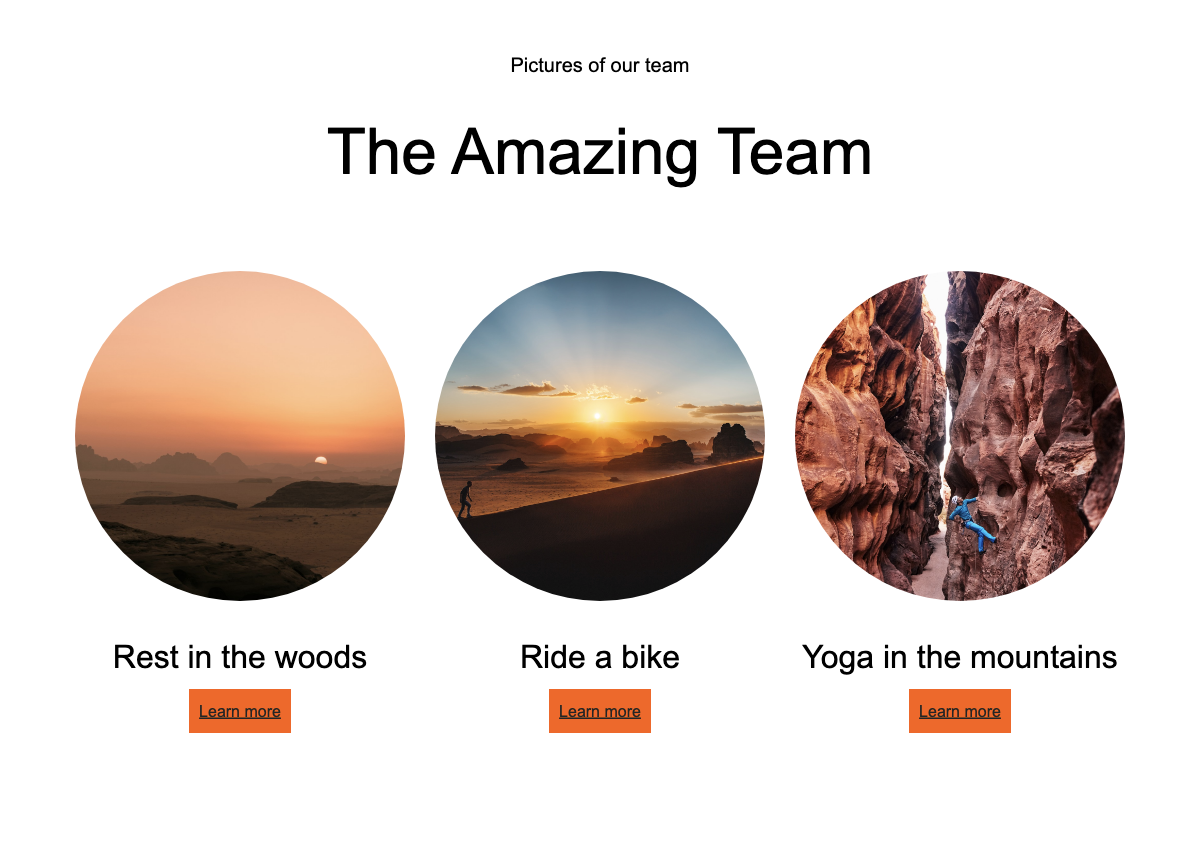 Pictures of our team
The Amazing Team
Rest in the woods
Ride a bike
Yoga in the mountains
Learn more
Learn more
Learn more